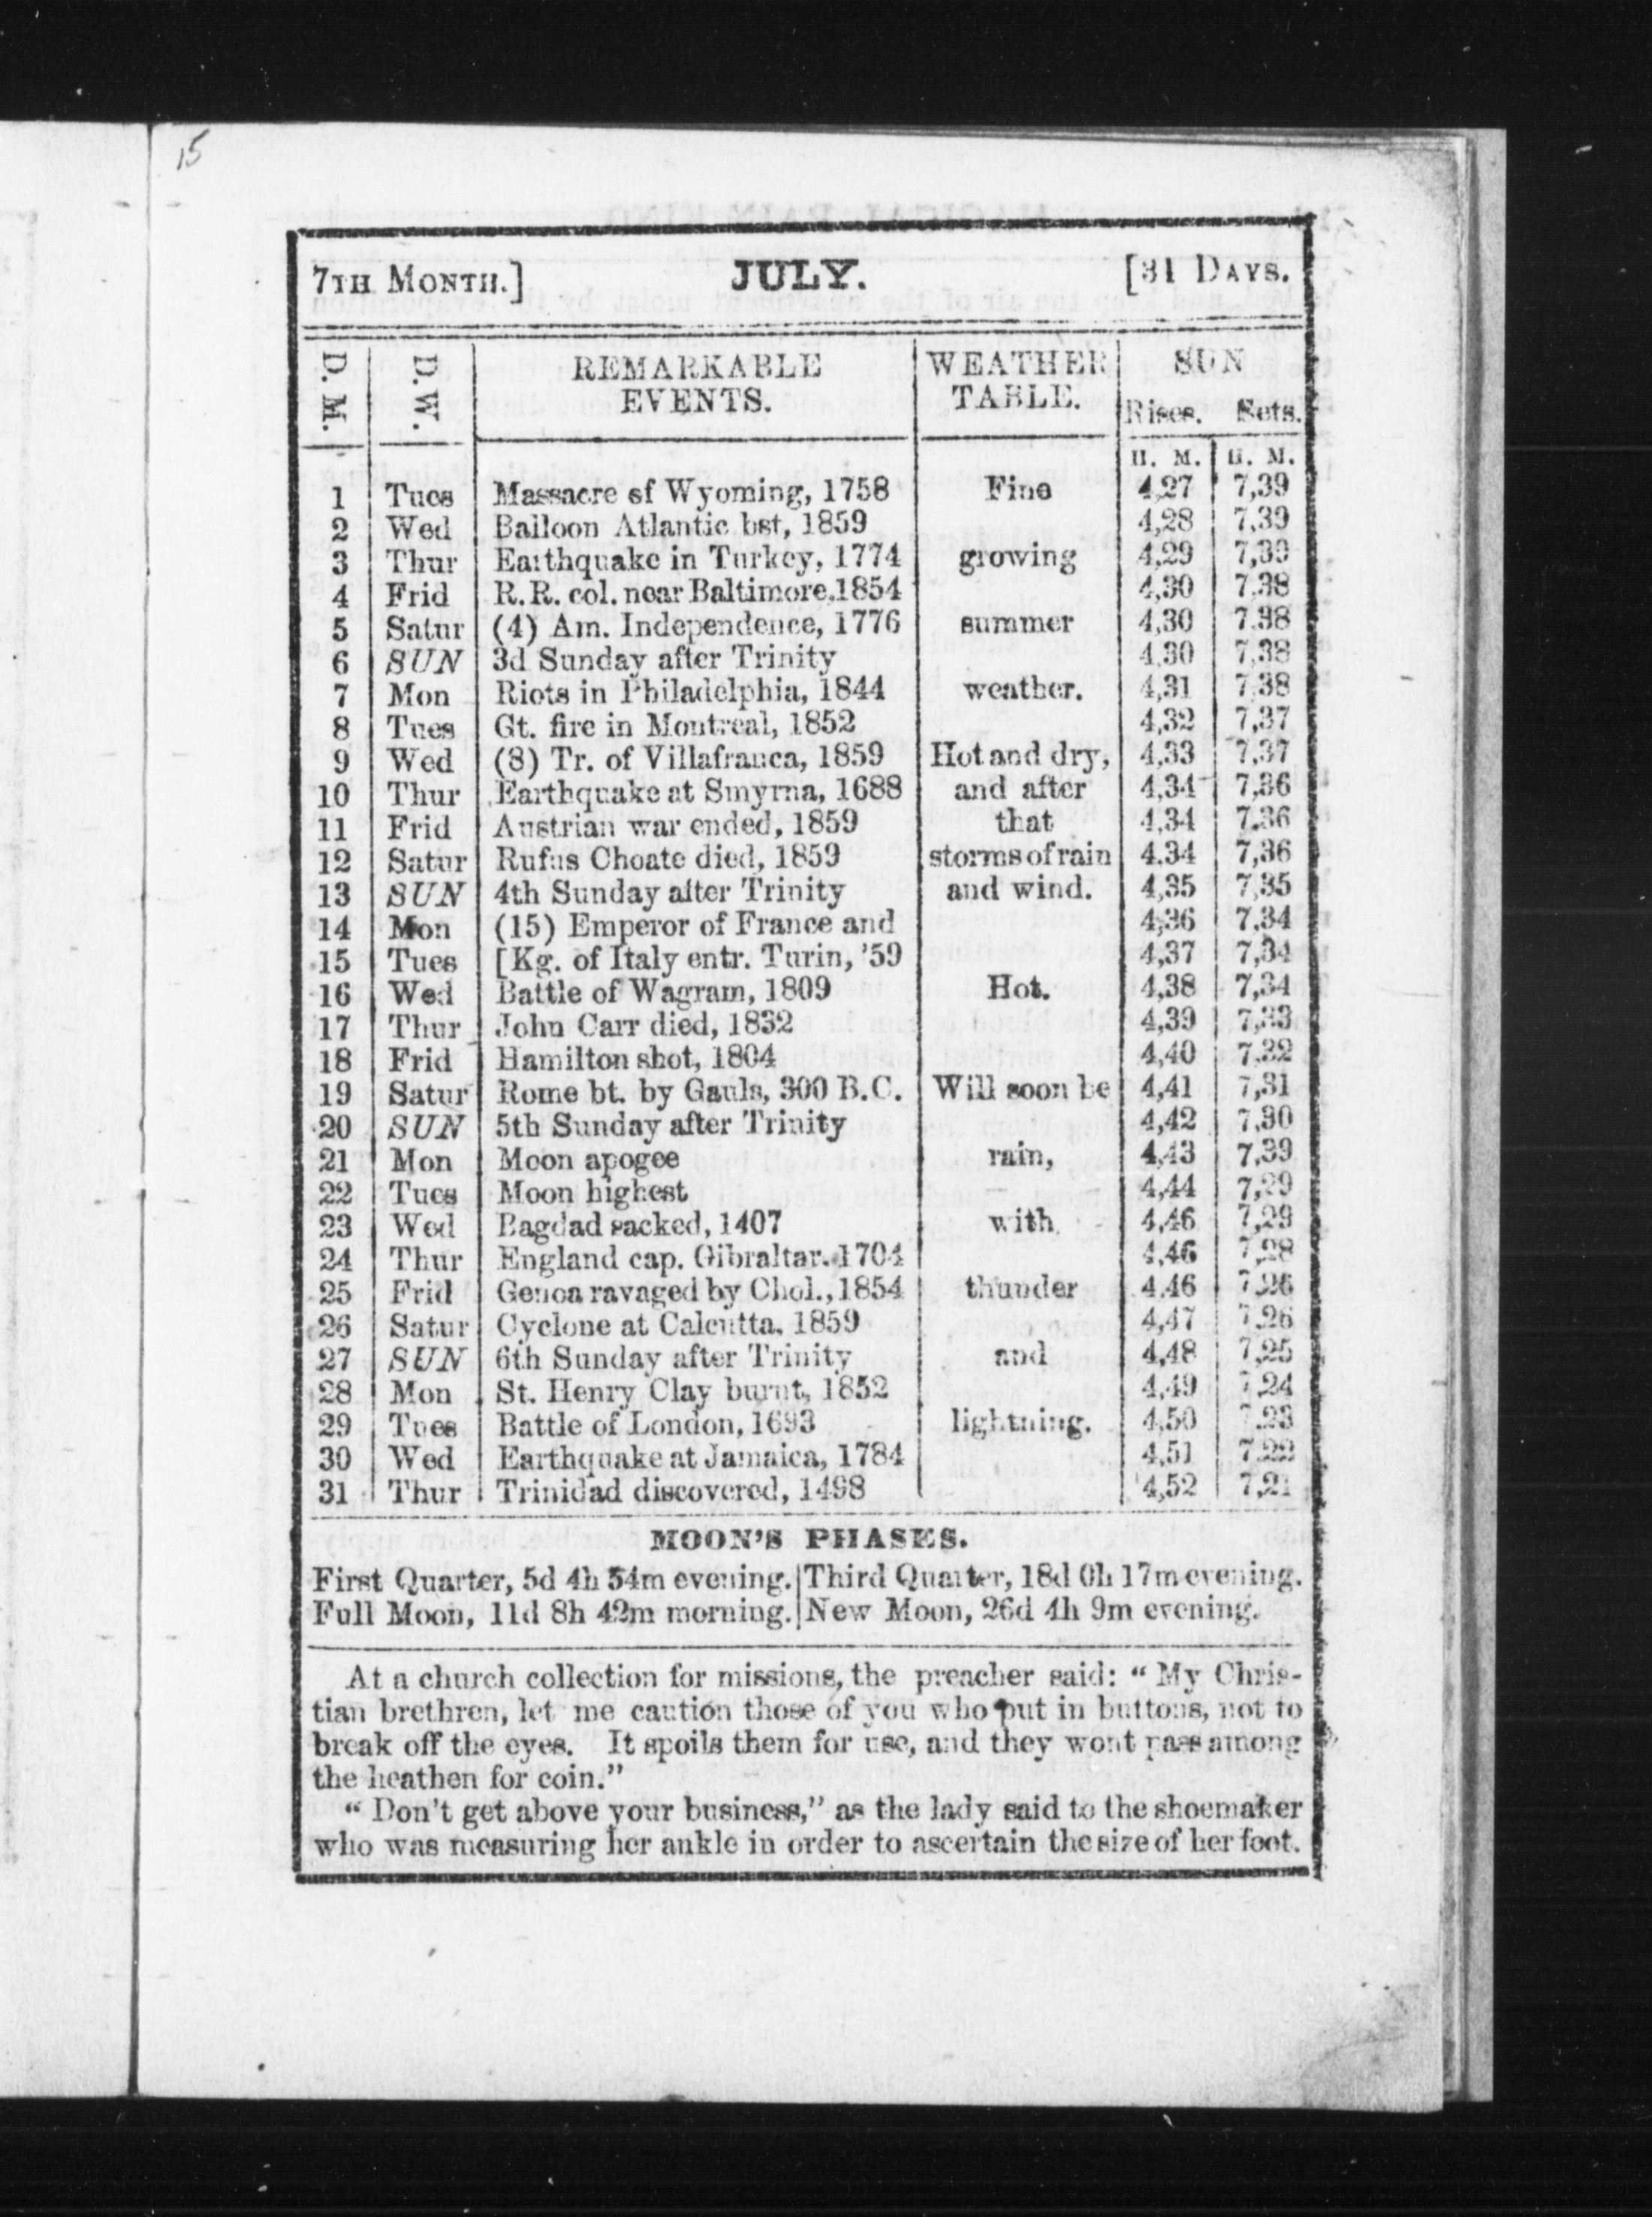 15
7TH MONTH.] JULY. [31 DAYS.
D. M. D. W. REMARKABLE EVENTS. WEATHER TABLE. SUN Rises. Sets.
H. M. H. M.
1 Tues Massacre of Wyoming, 1758 Fine 4,27 7,39
2 Wed Balloon Atlantic bst, 1859 4,28 7,39
3 Thur Earthquake in Turkey, 1774 growing 4,29 7,39
4 Frid R.R. col. near Baltimore, 1854 4,30 7,38
5 Satur (4) Am. Independence, 1776 summer 4,30 7,38
6 SUN 3d Sunday after Trinity 4,30 7,38
7 Mon Riots in Philadelphia, 1844 weather. 4,31 7,38
8 Tues Gt. fire in Montreal, 1852 4,32 7,37
9 Wed (8) Tr. of Villafranca, 1859 Hot and dry, 4,33 7,37
10 Thur Earthquake at Smyrna, 1688 and after 4,34 7,36
11 Frid Austrian war ended, 1859 that 4,34 7,36
12 Satur Rufus Choate died, 1859 storms of rain 4,34 7,36
13 SUN 4th Sunday after Trinity and wind. 4,35 7,35
14 Mon (15) Emperor of France and 4,36 7,34
15 Tues [Kg. of Italy entr. Turin, '59 4,37 7,34
16 Wed Battle of Wagram, 1809 Hot. 4,38 7,34
17 Thur John Carr died, 1832 4,39 7,33
18 Frid Hamilton shot, 1804 4,40 7,32
19 Satur Rome bt. by Gauls, 300 B.C. Will soon be 4,41 7,31
20 SUN 5th Sunday after Trinity 4,42 7,30
21 Mon Moon apogee rain, 4,43 7,39
22 Tues Moon highest 4,44 7,29
23 Wed Bagdad sacked, 1407 with 4,46 7,29
24 Thur England cap. Gibraltar. 1704 4,46 7,28
25 Frid Genoa ravaged by Chol., 1854 thunder 4,46 7,26
26 Satur Cyclone at Calcutta, 1859 4,47 7,26
27 SUN 6th Sunday after Trinity and 4,48 7,25
28 Mon St. Henry Clay burnt, 1852 4,49 7,24
29 Tues Battle of London, 1693 lightning. 4,50 7,23
30 Wed Earthquake at Jamaica, 1784 4,51 7,22
31 Thur Trinidad discovered, 1498 4,52 7,21
MOON'S PHASES.
First Quarter, 5d 4h 54m evening. Third Quarter, 18d 0h 17m evening.
Full Moon, 11d 8h 42m morning. New Moon, 26d 4h 9m evening.
At a church collection for missions, the preacher said: "My Chris-
tian brethren, let me caution those of you who put in buttons, not to
break off the eyes. It spoils them for use, and they wont pass among
the heathen for coin."
"Don't get above your business," as the lady said to the shoemaker
who was measuring her ankle in order to ascertain the size of her foot.